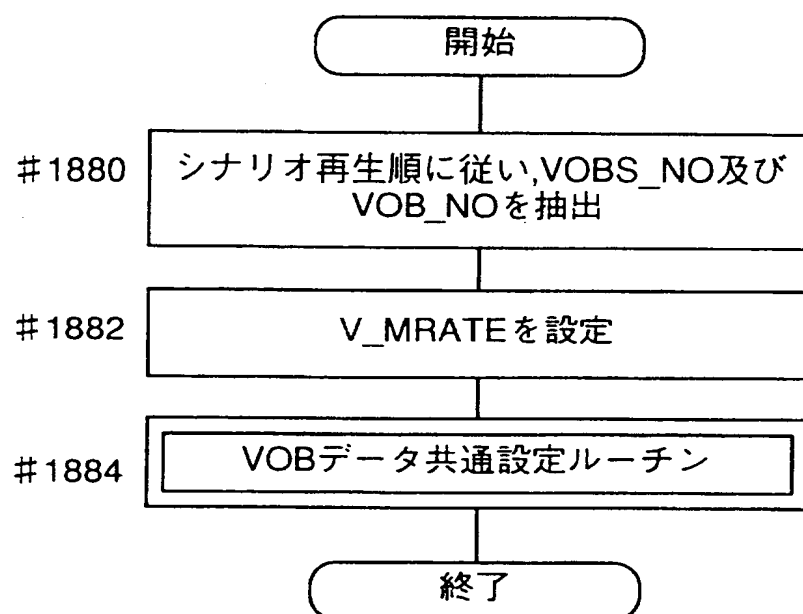 開始
#1880
シナリオ再生順に従い,VOBS_NO及び
VOB_NOを抽出
#1882
V_MRATEを設定
#1884
VOBデータ共通設定ルーチン
終了